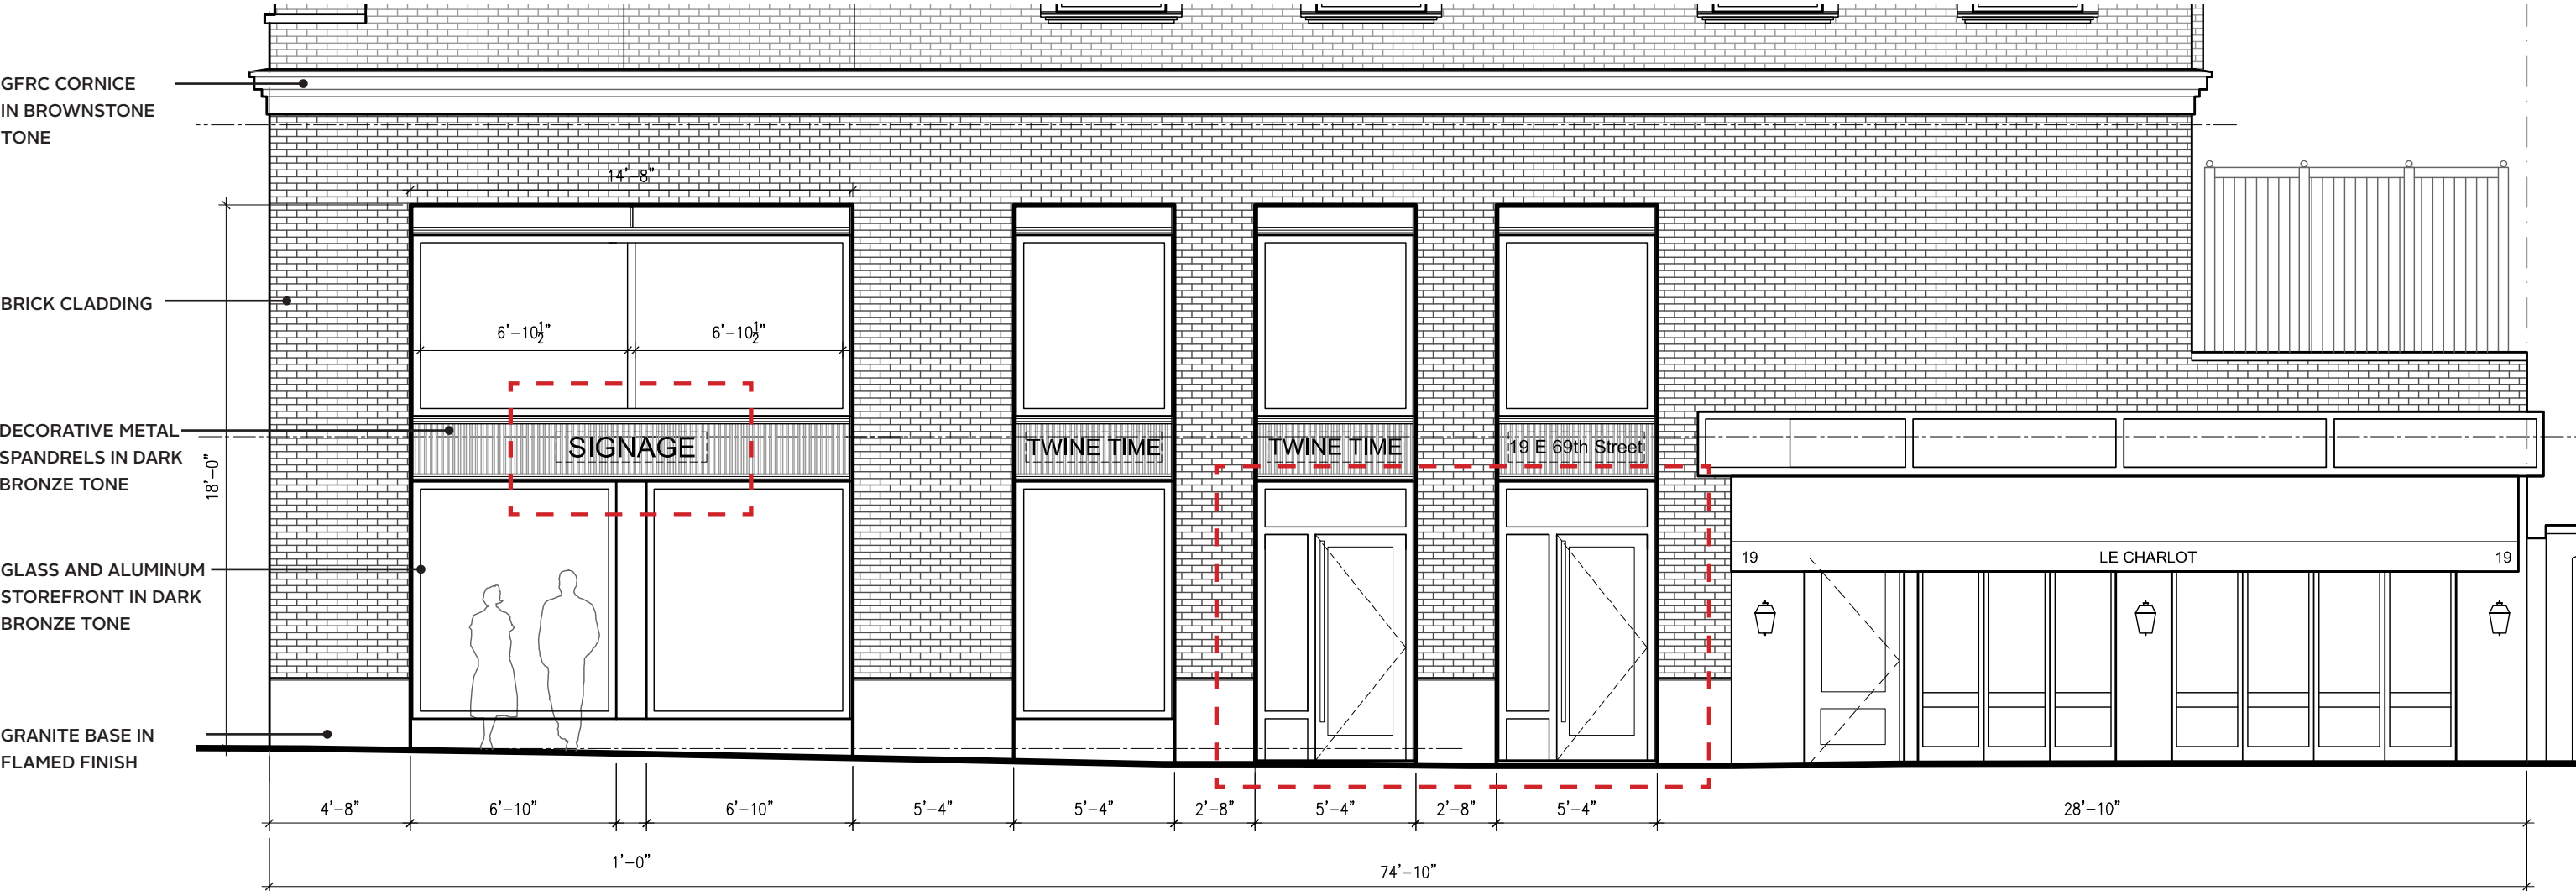 GFRC CORNICE
IN BROWNSTONE
TONE
14'-8"
BRICK CLADDING
6'-10½"
6'-10½"
DECORATIVE METAL
SPANDRELS IN DARK
BRONZE TONE
18'-0"
SIGNAGE
TWINE TIME
TWINE TIME
19 E 69th Street
GLASS AND ALUMINUM
STOREFRONT IN DARK
BRONZE TONE
19
LE CHARLOT
19
GRANITE BASE IN
FLAMED FINISH
4'-8"
6'-10"
6'-10"
5'-4"
5'-4"
2'-8"
5'-4"
2'-8"
5'-4"
28'-10"
1'-0"
74'-10"